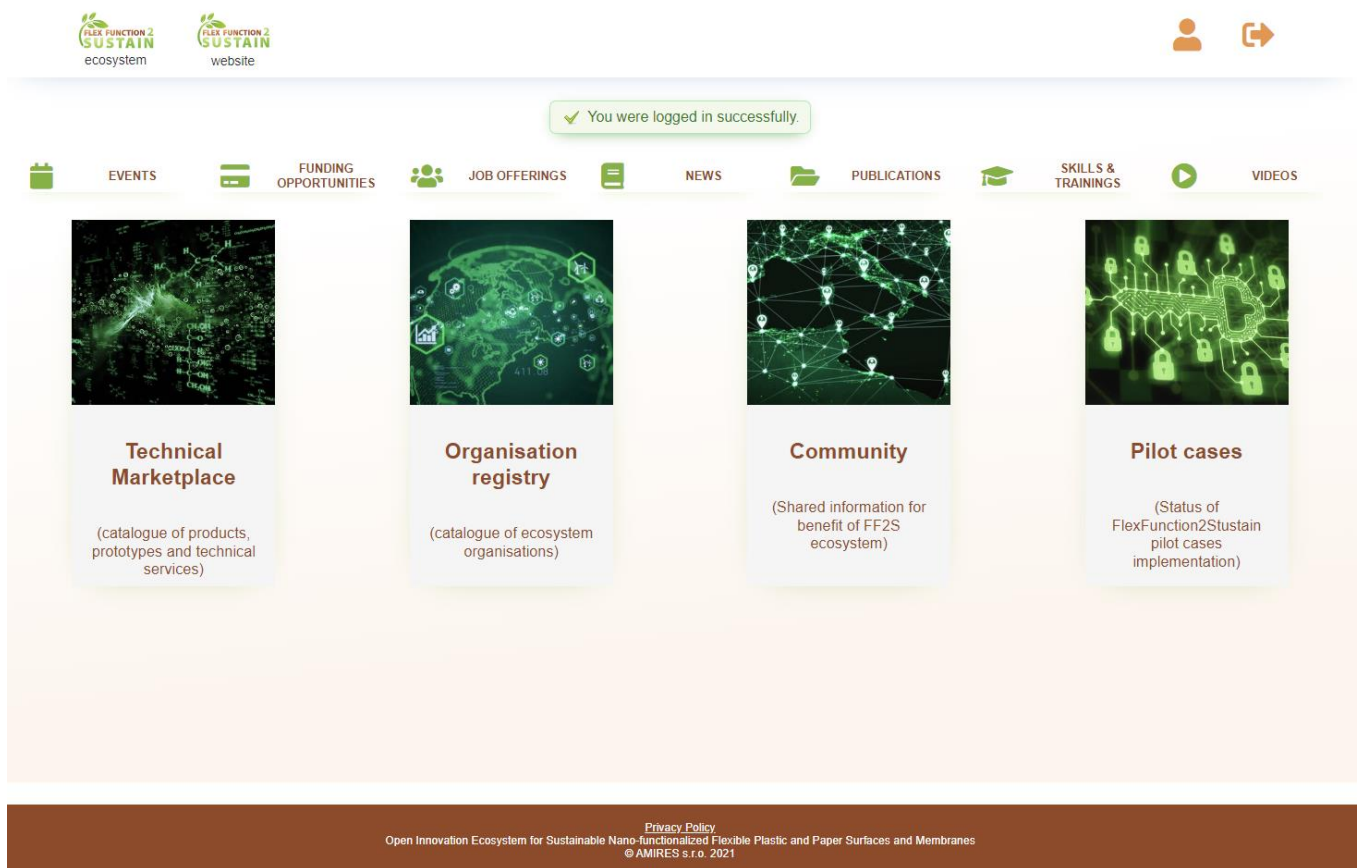 FLEX FUNCTION 2
SUSTAIN
ecosystem
FLEX FUNCTION 2
SUSTAIN
website
You were logged in successfully.
EVENTS
FUNDING
OPPORTUNITIES
JOB OFFERINGS
NEWS
PUBLICATIONS
SKILLS &
TRAININGS
VIDEOS
411.08
Technical
Marketplace
(catalogue of products,
prototypes and technical
services)
Organisation
registry
(catalogue of ecosystem
organisations)
Community
(Shared information for
benefit of FF2S
ecosystem)
Pilot cases
(Status of
FlexFunction2Stustain
pilot cases
implementation)
Privacy Policy
Open Innovation Ecosystem for Sustainable Nano-functionalized Flexible Plastic and Paper Surfaces and Membranes
© AMIRES s.r.o. 2021